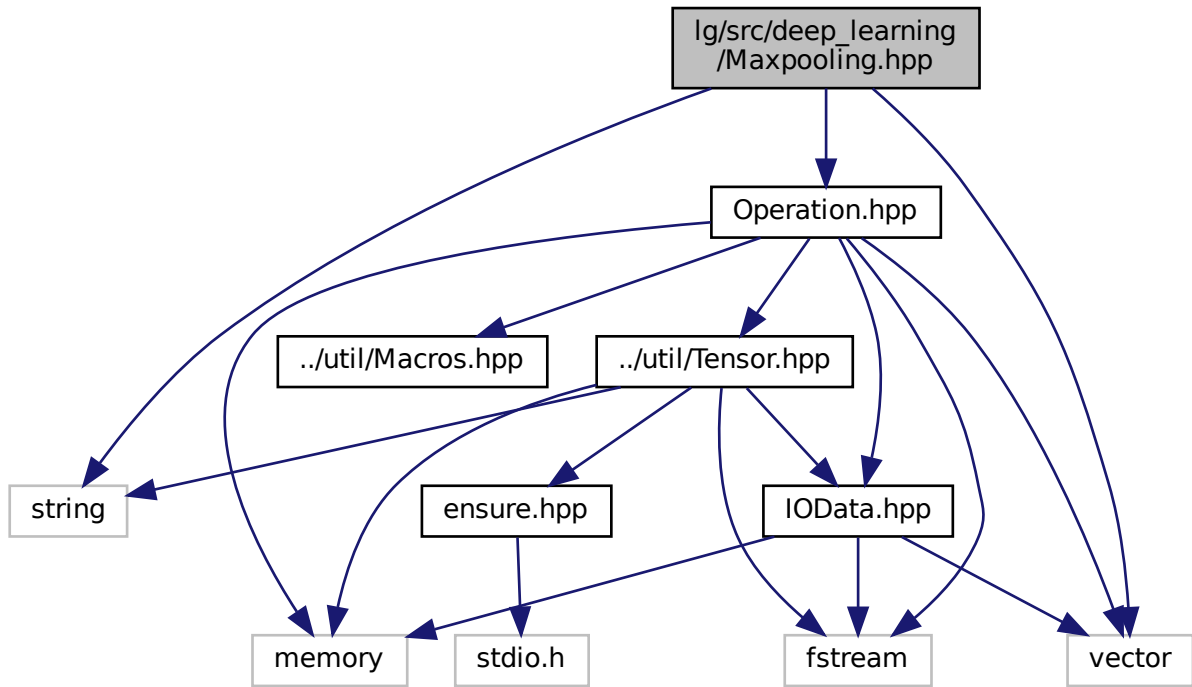 lg/src/deep_learning
/Maxpooling.hpp
Operation.hpp
../util/Macros.hpp
../util/Tensor.hpp
string
ensure.hpp
IOData.hpp
memory
stdio.h
fstream
vector